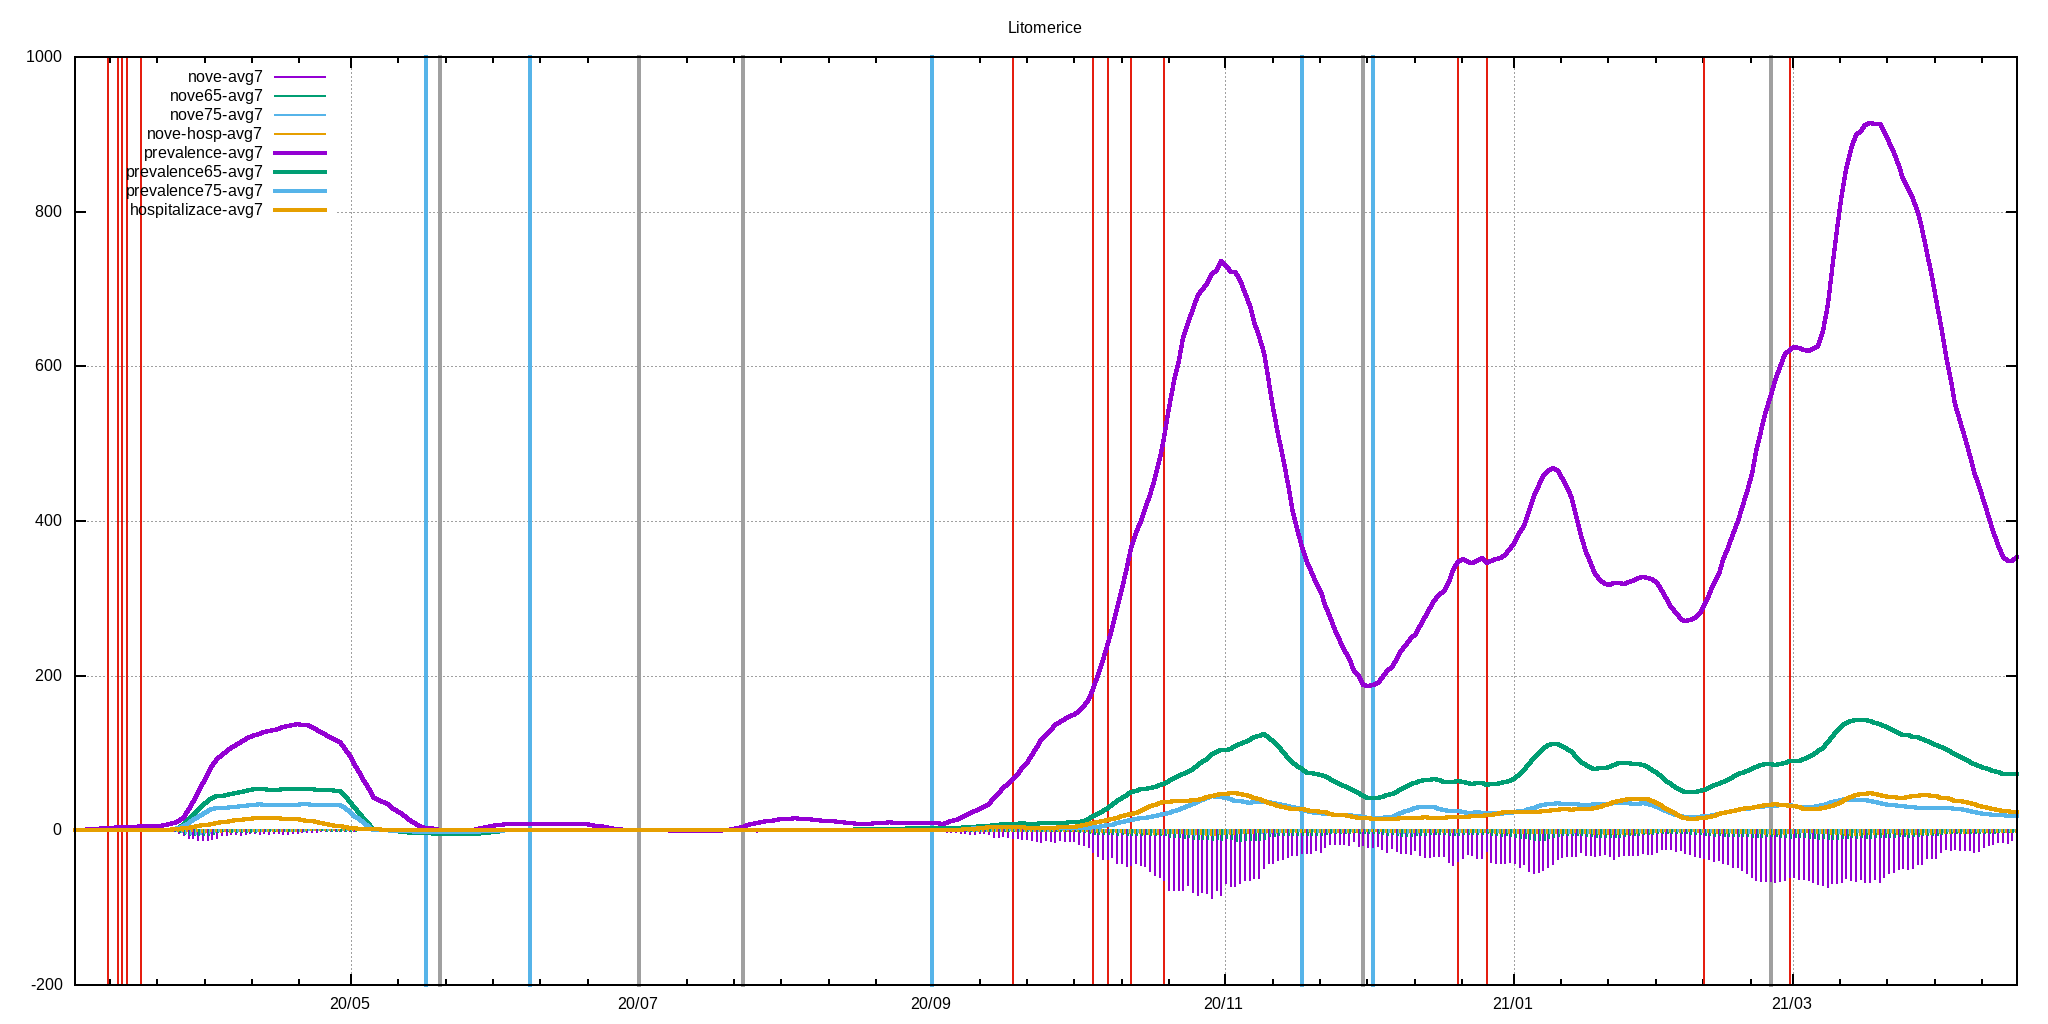 Litomerice
1000
800
600
400
200
0
-200
nove-avg7
nove65-avg7
nove75-avg7
nove-hosp-avg7
prevalence-avg7
prevalence65-avg7
prevalence75-avg7
hospitalizace-avg7
20/05
20/07
20/09
20/11
21/01
21/03